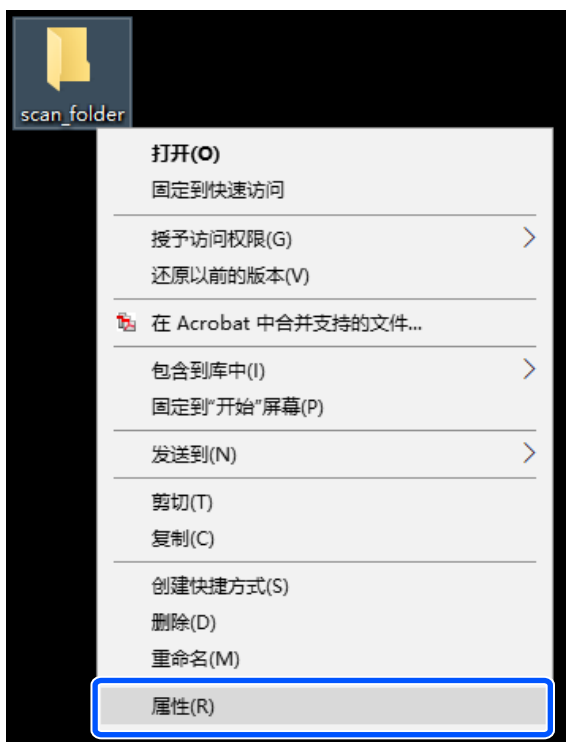 scan_folder
打开(O)
固定到快速访问
授予访问权限(G)
还原以前的版本(V)
在 Acrobat 中合并支持的文件...
包含到库中(I)
固定到"开始"屏幕(P)
发送到(N)
剪切(T)
复制(C)
创建快捷方式(S)
删除(D)
重命名(M)
属性(R)